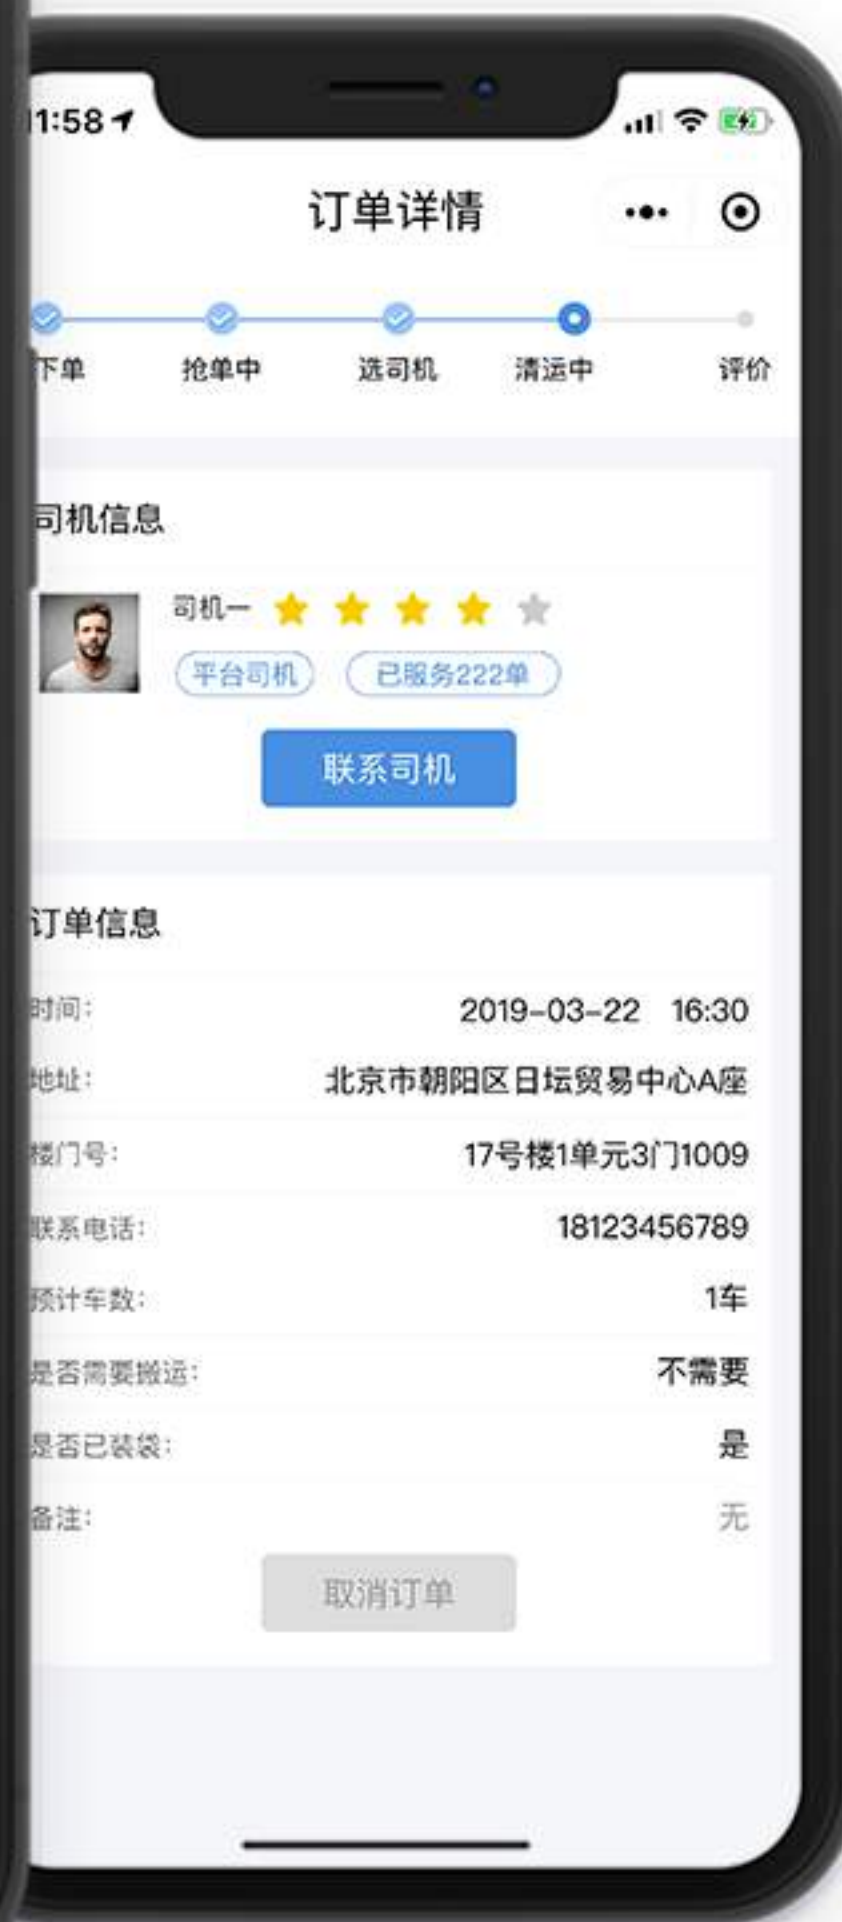 11:58
订单详情
下单 抢单中 选司机 清运中 评价
司机信息
司机一
平台司机 已服务222单
联系司机
订单信息
时间: 2019-03-22 16:30
地址: 北京市朝阳区日坛贸易中心A座
楼门号: 17号楼1单元3门1009
联系电话: 18123456789
预计车数: 1车
是否需要搬运: 不需要
是否已装袋: 是
备注: 无
取消订单